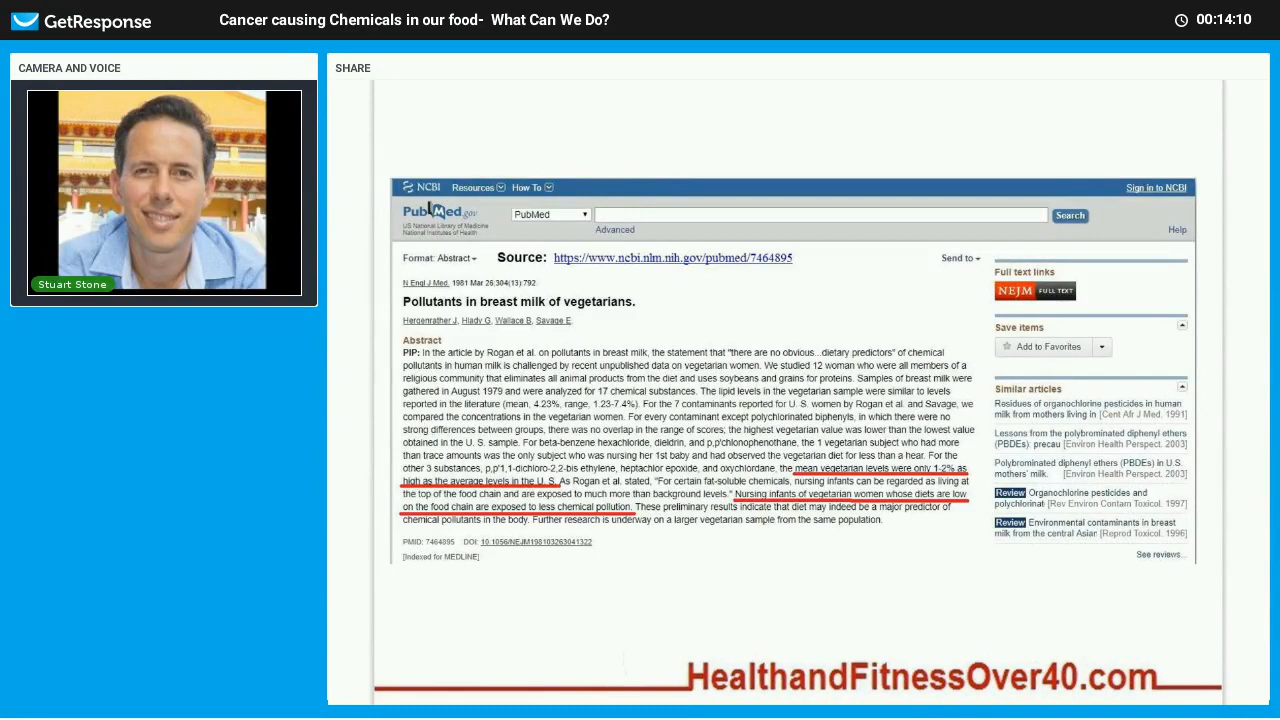 GetResponse
Cancer causing Chemicals in our food-  What Can We Do?
00:14:10
CAMERA AND VOICE
Stuart Stone
SHARE
NCBI Resources How To
Sign in to NCBI
PubMed.gov
US National Library of Medicine
National Institutes of Health
PubMed
Search
Advanced
Help
Format: Abstract
Source: https://www.ncbi.nlm.nih.gov/pubmed/7464895
Send to
N Engl J Med. 1981 Mar 26;304(13):792.
Pollutants in breast milk of vegetarians.
Hergenrather J, Hlady G, Wallace B, Savage E.
Abstract
PIP: In the article by Rogan et al. on pollutants in breast milk, the statement that "there are no obvious...dietary predictors" of chemical
pollutants in human milk is challenged by recent unpublished data on vegetarian women. We studied 12 woman who were all members of a
religious community that eliminates all animal products from the diet and uses soybeans and grains for proteins. Samples of breast milk were
gathered in August 1979 and were analyzed for 17 chemical substances. The lipid levels in the vegetarian sample were similar to levels
reported in the literature (mean, 4.23%, range, 1.23-7.4%). For the 7 contaminants reported for U.S. women by Rogan et al. and Savage, we
compared the concentrations in the vegetarian women. For every contaminant except polychlorinated biphenyls, in which there were no
strong differences between groups, there was no overlap in the range of scores; the highest vegetarian value was lower than the lowest value
obtained in the U. S. sample. For beta-benzene hexachloride, dieldrin, and p,p'chlonophenothane, the 1 vegetarian subject who had more
than trace amounts was the only subject who was nursing her 1st baby and had observed the vegetarian diet for less than a hear. For the
other 3 substances, p,p'1,1-dichloro-2,2-bis ethylene, heptachlor epoxide, and oxychlordane, the mean vegetarian levels were only 1-2% as
high as the average levels in the U. S. As Rogan et al. stated, "For certain fat-soluble chemicals, nursing infants can be regarded as living at
the top of the food chain and are exposed to much more than background levels." Nursing infants of vegetarian women whose diets are low
on the food chain are exposed to less chemical pollution. These preliminary results indicate that diet may indeed be a major predictor of
chemical pollutants in the body. Further research is underway on a larger vegetarian sample from the same population.
PMID: 7464895 DOI: 10.1056/NEJM198103263041322
[Indexed for MEDLINE]
Full text links
NEJM FULL TEXT
Save items
Add to Favorites
Similar articles
Residues of organochlorine pesticides in human
milk from mothers living in [Cent Afr J Med. 1991]
Lessons from the polybrominated diphenyl ethers
(PBDEs): precau [Environ Health Perspect. 2003]
Polybrominated diphenyl ethers (PBDEs) in U.S.
mothers' milk. [Environ Health Perspect. 2003]
Review Organochlorine pesticides and
polychlorinat [Rev Environ Contam Toxicol. 1997]
Review Environmental contaminants in breast
milk from the central Asian [Reprod Toxicol. 1996]
See reviews...
HealthandFitnessOver40.com